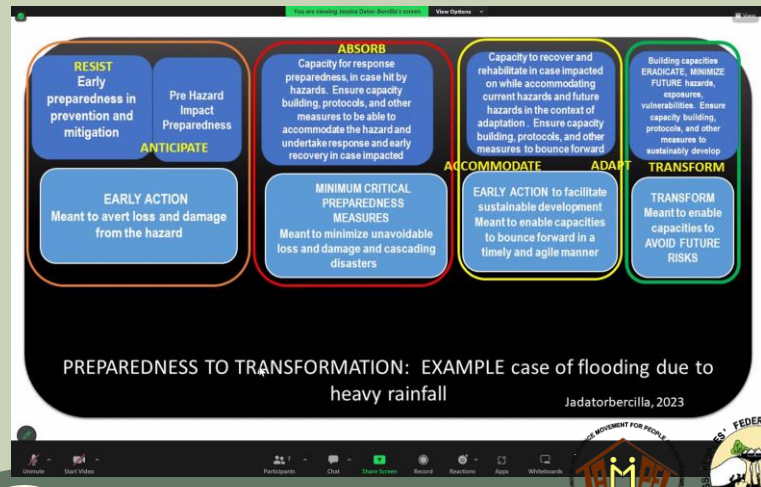 You are viewing Jessica Dator-Bercilla's screen
View Options
View
RESIST
Early
preparedness in
prevention and
mitigation
Pre Hazard
Impact
Preparedness
ANTICIPATE
EARLY ACTION
Meant to avert loss and damage
from the hazard
ABSORB
Capacity for response
preparedness, in case hit by
hazards. Ensure capacity
building, protocols, and other
measures to be able to
accommodate the hazard and
undertake response and early
recovery in case impacted
MINIMUM CRITICAL
PREPAREDNESS
MEASURES
Meant to minimize unavoidable
loss and damage and cascading
disasters
Capacity to recover and
rehabilitate in case impacted
on while accommodating
current hazards and future
hazards in the context of
adaptation . Ensure capacity
building, protocols, and other
measures to bounce forward
ACCOMMODATE
ADAPT
EARLY ACTION to facilitate
sustainable development
Meant to enable capacities
to bounce forward in a
timely and agile manner
Building capacities
ERADICATE, MINIMIZE
FUTURE hazards,
exposures,
vulnerabilities. Ensure
capacity building,
protocols, and other
measures to
sustainably develop
TRANSFORM
TRANSFORM
Meant to enable
capacities to
AVOID FUTURE
RISKS
PREPAREDNESS TO TRANSFORMATION: EXAMPLE case of flooding due to
heavy rainfall
Jadatorbercilla, 2023
MOVEMENT FOR PEOPLE
FEDER
Unmute
Start Video
Participants
Chat
Share Screen
Record
Reactions
Apps
Whiteboards